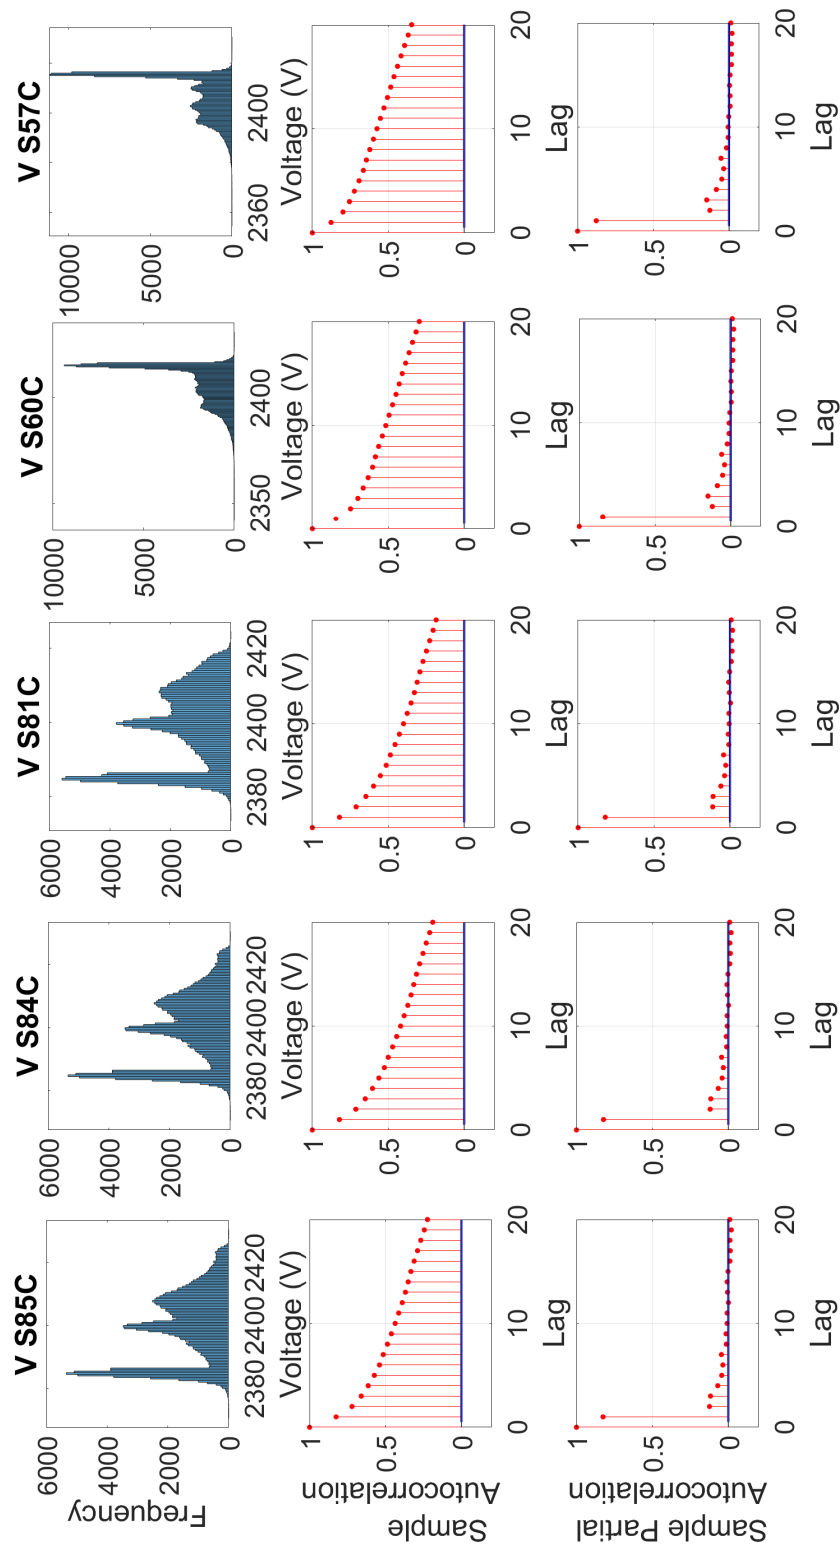 V S85C V S84C V S81C V S60C V S57C
Frequency
6000 6000 6000 10000 10000
4000 4000 4000 5000 5000
2000 2000 2000
0 0 0 0 0
2380 2400 2420 2380 2400 2420 2380 2400 2420 2350 2400 2360 2400
Voltage (V) Voltage (V) Voltage (V) Voltage (V) Voltage (V)
Sample
Autocorrelation
1 1 1 1 1
0.5 0.5 0.5 0.5 0.5
0 0 0 0 0
0 10 20 0 10 20 0 10 20 0 10 20 0 10 20
Lag Lag Lag Lag
Sample Partial
Autocorrelation
1 1 1 1 1
0.5 0.5 0.5 0.5 0.5
0 0 0 0 0
0 10 20 0 10 20 0 10 20 0 10 20 0 10 20
Lag Lag Lag Lag Lag